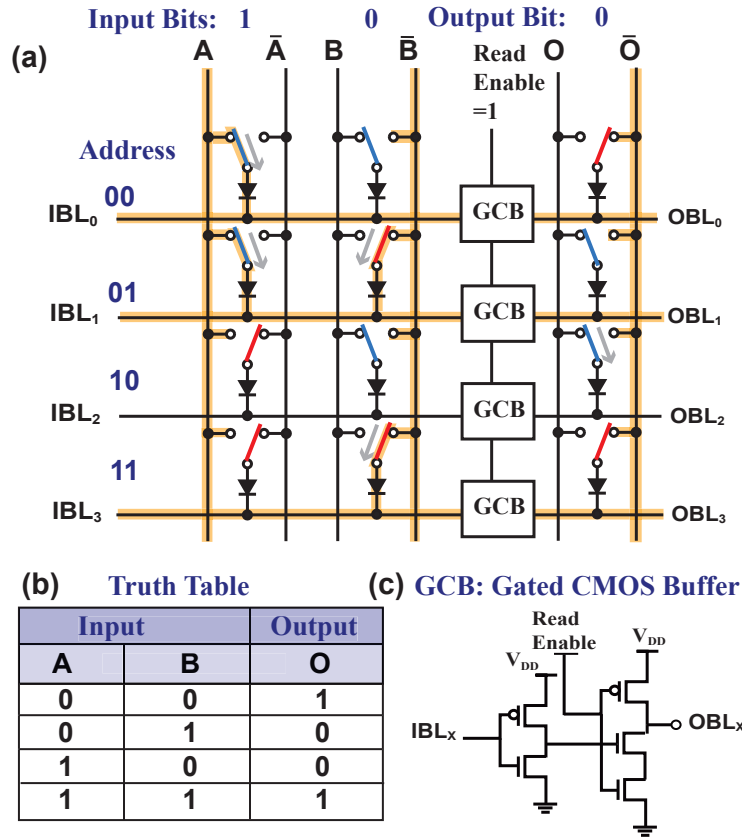 Input Bits: 1 0 Output Bit: 0
(a)
A Ā B B̄ Read Enable =1 O Ō
Address
00
IBL₀ GCB OBL₀
01
IBL₁ GCB OBL₁
10
IBL₂ GCB OBL₂
11
IBL₃ GCB OBL₃
(b) Truth Table
Input Output
A B O
0 0 1
0 1 0
1 0 0
1 1 1
(c) GCB: Gated CMOS Buffer
Read
Enable
V_DD V_DD
IBLₓ OBLₓ